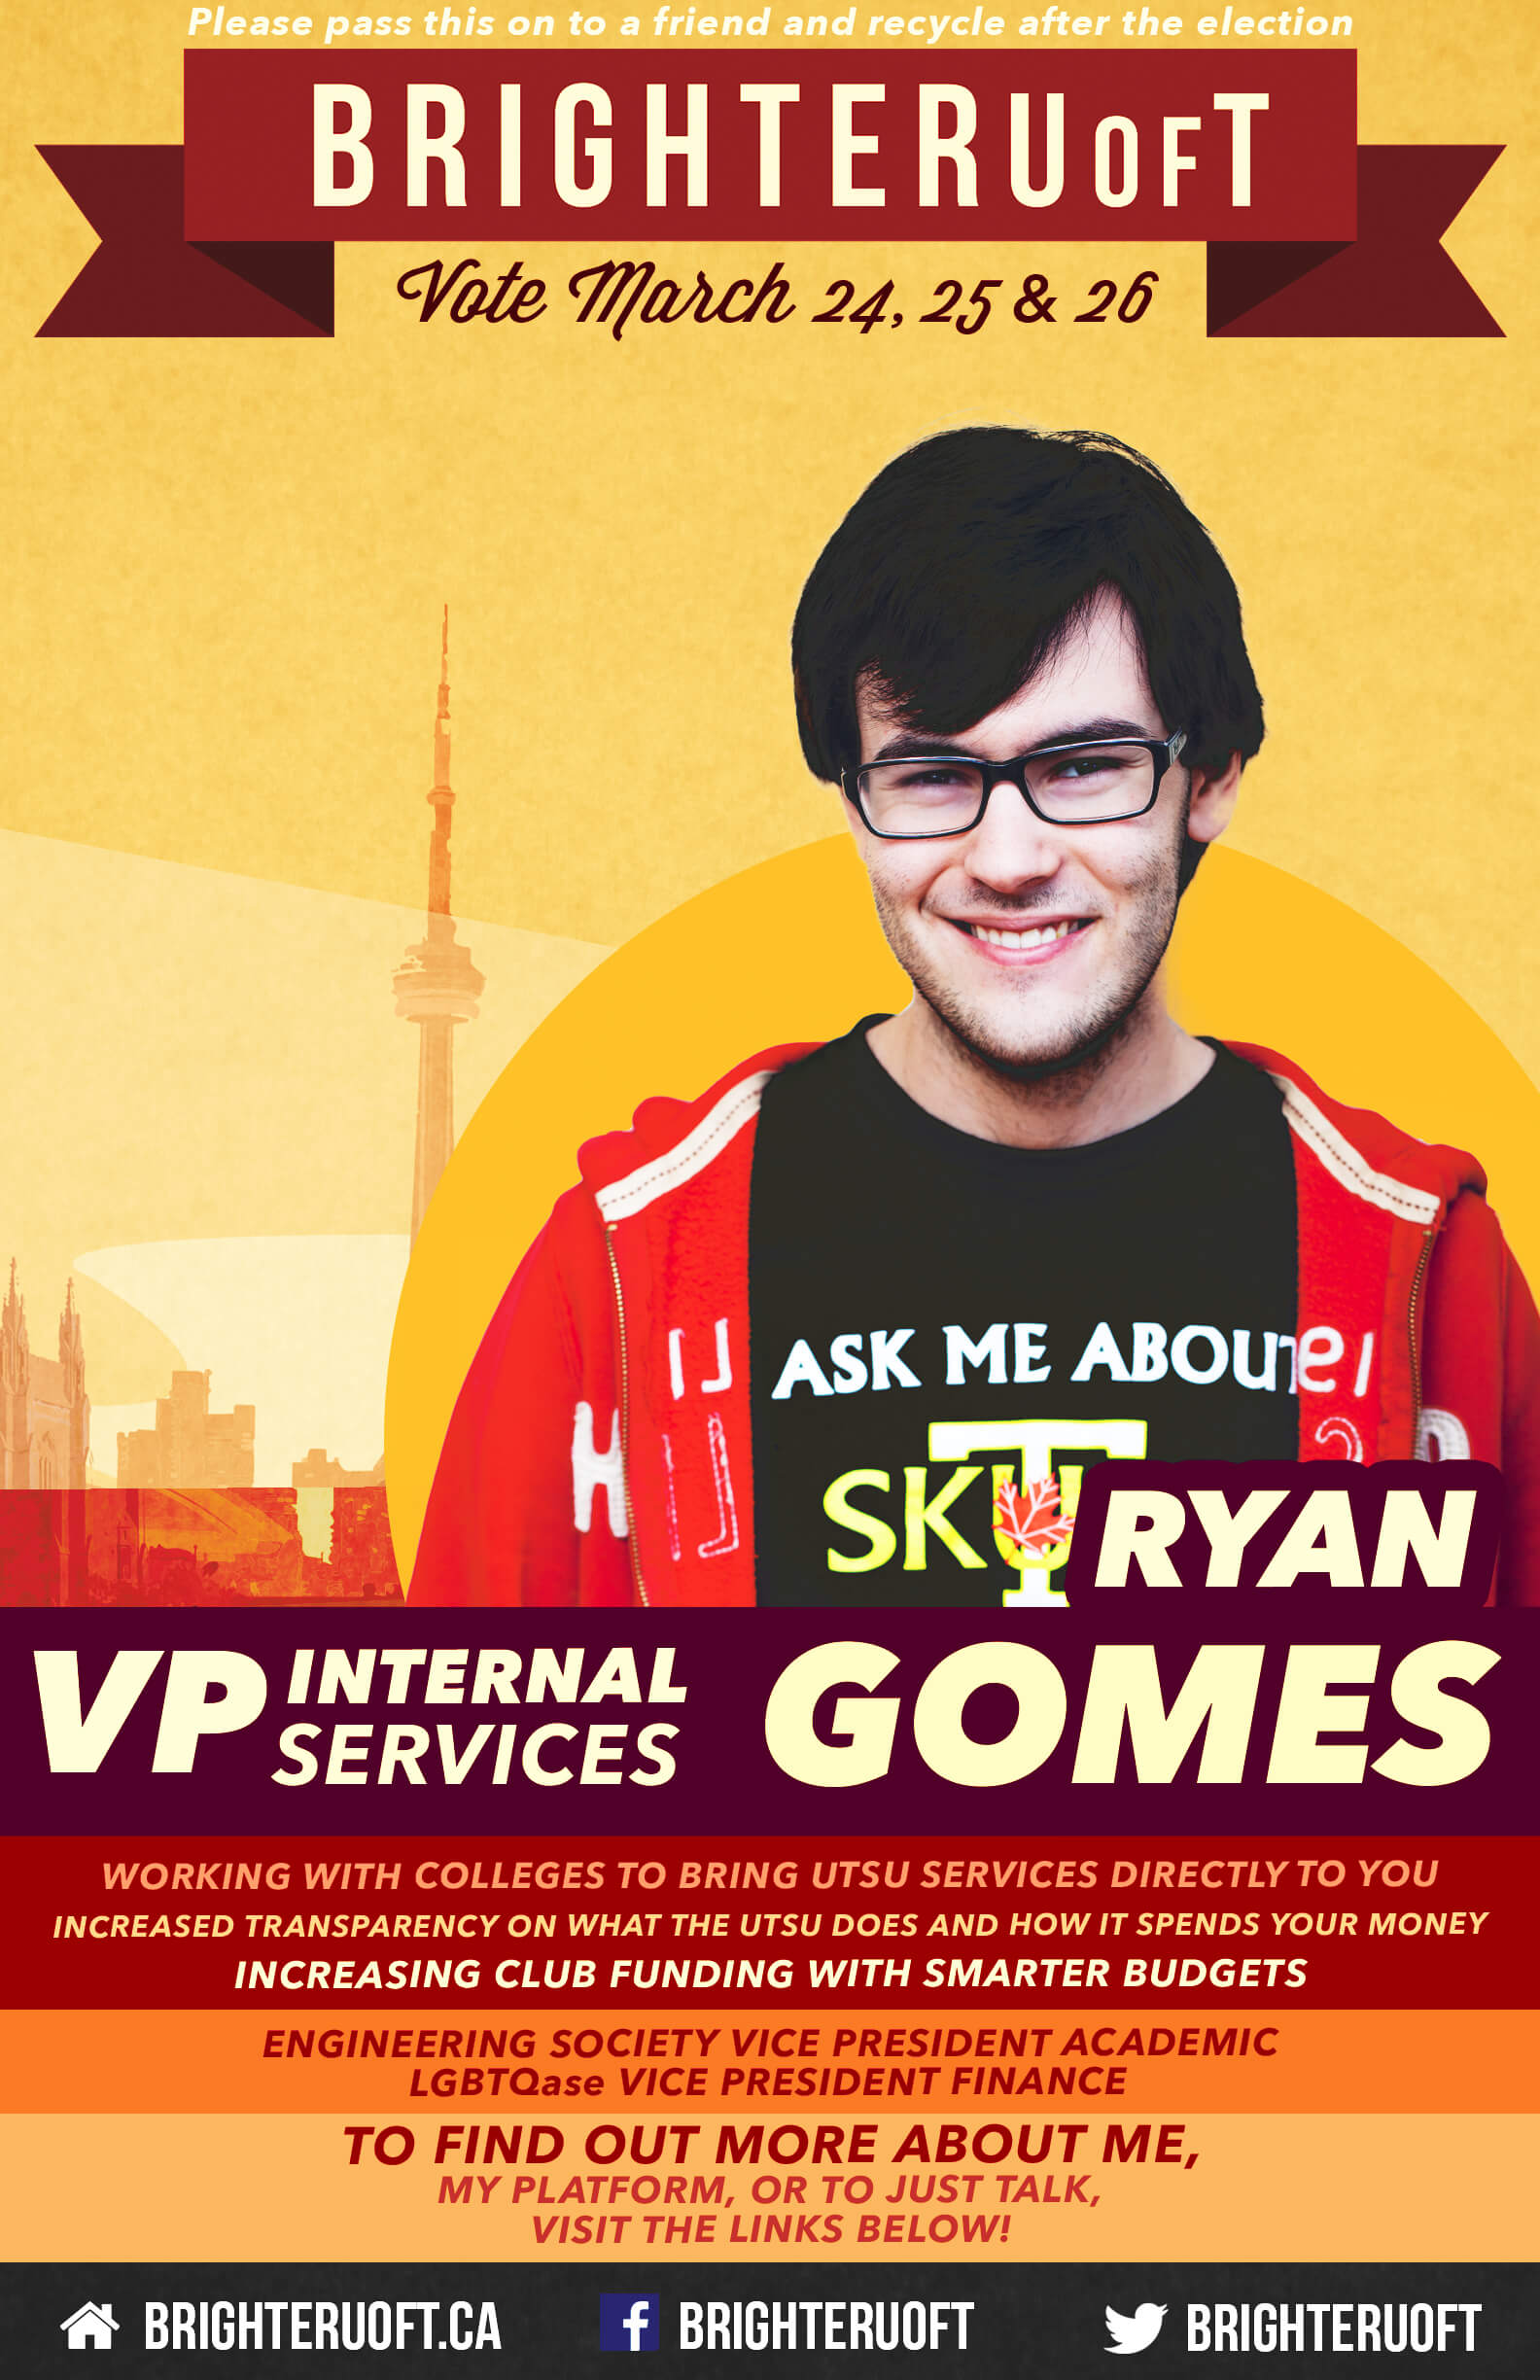 Please pass this on to a friend and recycle after the election
BRIGHTERUOFT
Vote March 24, 25 & 26
ASK ME ABOUT
SKULE
RYAN
VP INTERNAL SERVICES
GOMES
WORKING WITH COLLEGES TO BRING UTSU SERVICES DIRECTLY TO YOU
INCREASED TRANSPARENCY ON WHAT THE UTSU DOES AND HOW IT SPENDS YOUR MONEY
INCREASING CLUB FUNDING WITH SMARTER BUDGETS
ENGINEERING SOCIETY VICE PRESIDENT ACADEMIC
LGBTQase VICE PRESIDENT FINANCE
TO FIND OUT MORE ABOUT ME,
MY PLATFORM, OR TO JUST TALK,
VISIT THE LINKS BELOW!
BRIGHTERUOFT.CA
BRIGHTERUOFT
BRIGHTERUOFT